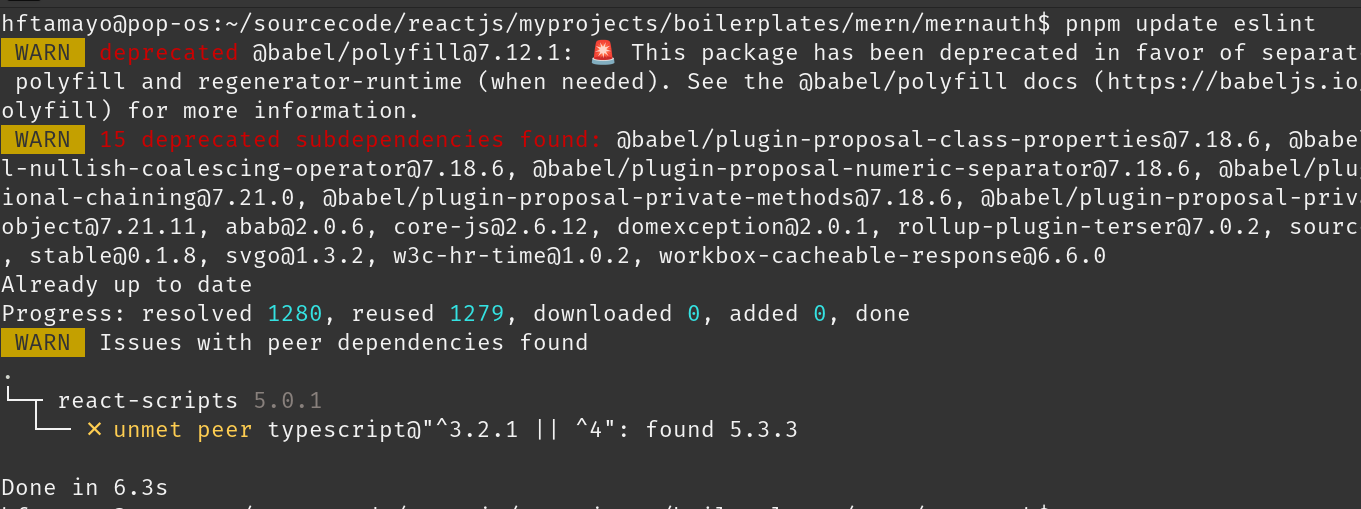 hftamayo@pop-os:~/sourcecode/reactjs/myprojects/boilerplates/mern/mernauth$ pnpm update eslint
WARN deprecated @babel/polyfill@7.12.1: 🚨 This package has been deprecated in favor of separat
polyfill and regenerator-runtime (when needed). See the @babel/polyfill docs (https://babeljs.io
olyfill) for more information.
WARN 15 deprecated subdependencies found: @babel/plugin-proposal-class-properties@7.18.6, @babe
l-nullish-coalescing-operator@7.18.6, @babel/plugin-proposal-numeric-separator@7.18.6, @babel/plu
ional-chaining@7.21.0, @babel/plugin-proposal-private-methods@7.18.6, @babel/plugin-proposal-priv
object@7.21.11, abab@2.0.6, core-js@2.6.12, domexception@2.0.1, rollup-plugin-terser@7.0.2, sourc
, stable@0.1.8, svgo@1.3.2, w3c-hr-time@1.0.2, workbox-cacheable-response@6.6.0
Already up to date
Progress: resolved 1280, reused 1279, downloaded 0, added 0, done
WARN Issues with peer dependencies found
.
└─┬ react-scripts 5.0.1
└── ✕ unmet peer typescript@"^3.2.1 || ^4": found 5.3.3
Done in 6.3s